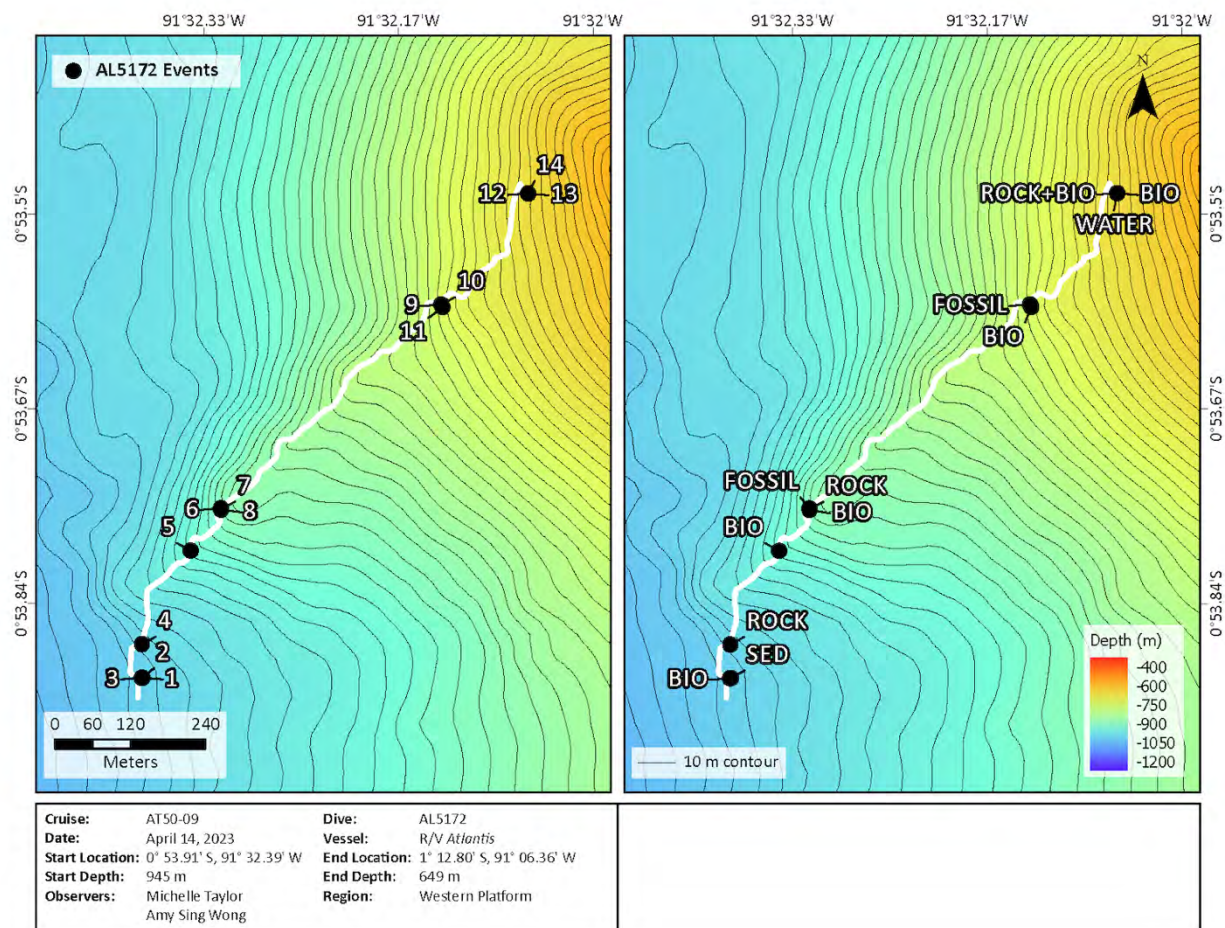 91°32.33'W 91°32.17'W 91°32'W 91°32.33'W 91°32.17'W 91°32'W
AL5172 Events
N
14
12 13
ROCK+BIO BIO
WATER
0°53.5'S 0°53.5'S
10
9
11
FOSSIL
BIO
0°53.67'S 0°53.67'S
7
6 8
5
FOSSIL ROCK
BIO
BIO
0°53.84'S 0°53.84'S
4
2
3 1
ROCK
SED
BIO
0 60 120 240
Meters
10 m contour
Depth (m)
-400
-600
-750
-900
-1050
-1200
Cruise: AT50-09 Dive: AL5172
Date: April 14, 2023 Vessel: R/V Atlantis
Start Location: 0° 53.91' S, 91° 32.39' W End Location: 1° 12.80' S, 91° 06.36' W
Start Depth: 945 m End Depth: 649 m
Observers: Michelle Taylor Region: Western Platform
Amy Sing Wong